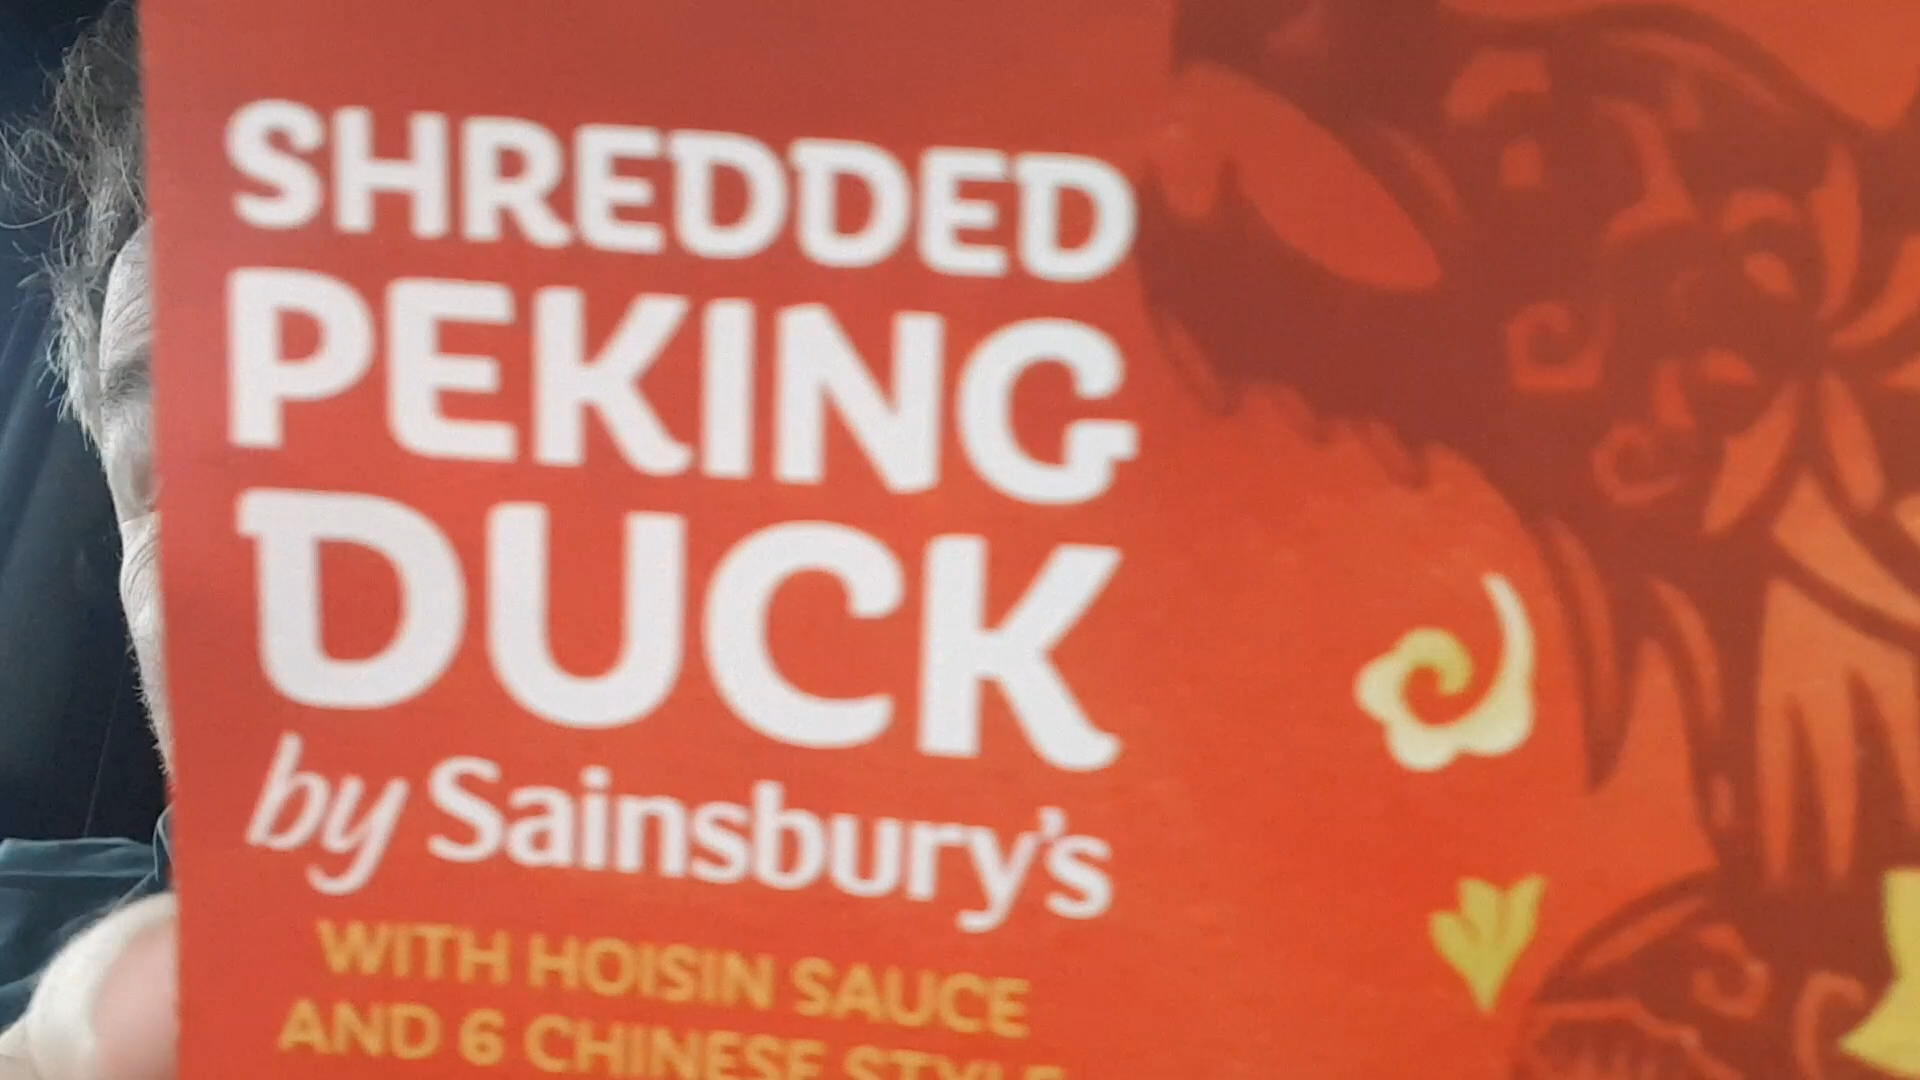 SHREDDED
PEKING
DUCK
by Sainsbury's
WITH HOISIN SAUCE
AND 6 CHINESE STYLE